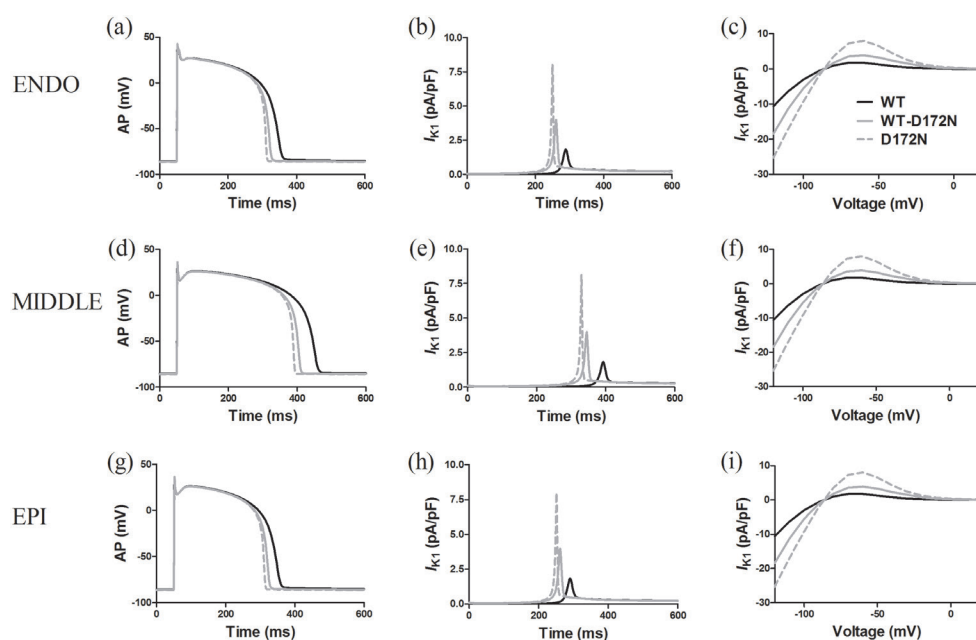 (a) (b) (c)
ENDO
AP (mV)
50
0
-50
-100
0 200 400 600
Time (ms)
I_K1 (pA/pF)
10.0
7.5
5.0
2.5
0.0
0 200 400 600
Time (ms)
I_K1 (pA/pF)
10
0
-10
-20
-30
-100 -50 0
Voltage (mV)
WT
WT-D172N
D172N
(d) (e) (f)
MIDDLE
AP (mV)
50
0
-50
-100
0 200 400 600
Time (ms)
I_K1 (pA/pF)
10.0
7.5
5.0
2.5
0.0
0 200 400 600
Time (ms)
I_K1 (pA/pF)
10
0
10
20
30
-100 -50 0
Voltage (mV)
(g) (h) (i)
EPI
AP (mV)
50
0
-50
-100
0 200 400 600
Time (ms)
I_K1 (pA/pF)
10.0
7.5
5.0
2.5
0.0
0 200 400 600
Time (ms)
I_K1 (pA/pF)
10
0
-10
-20
-30
-100 -50 0
Voltage (mV)